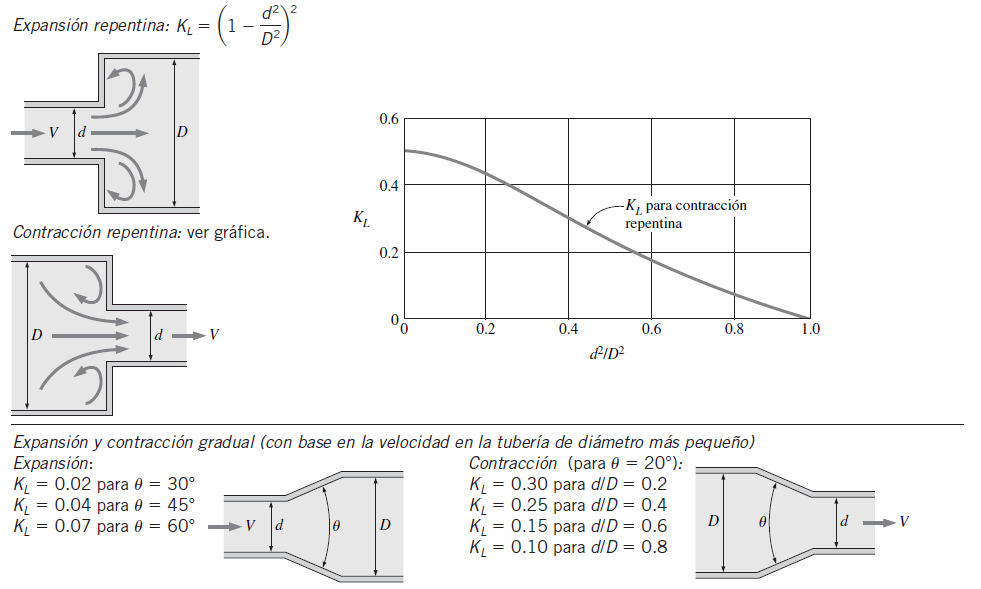 Expansión repentina: K_L = (1 − d²/D²)²
V d D
Contracción repentina: ver gráfica.
D d V
0.6
0.4
K_L
0.2
0
K_L para contracción
repentina
0 0.2 0.4 0.6 0.8 1.0
d²/D²
Expansión y contracción gradual (con base en la velocidad en la tubería de diámetro más pequeño)
Expansión:
K_L = 0.02 para θ = 30°
K_L = 0.04 para θ = 45°
K_L = 0.07 para θ = 60°
V d θ D
Contracción (para θ = 20°):
K_L = 0.30 para d/D = 0.2
K_L = 0.25 para d/D = 0.4
K_L = 0.15 para d/D = 0.6
K_L = 0.10 para d/D = 0.8
D θ d V